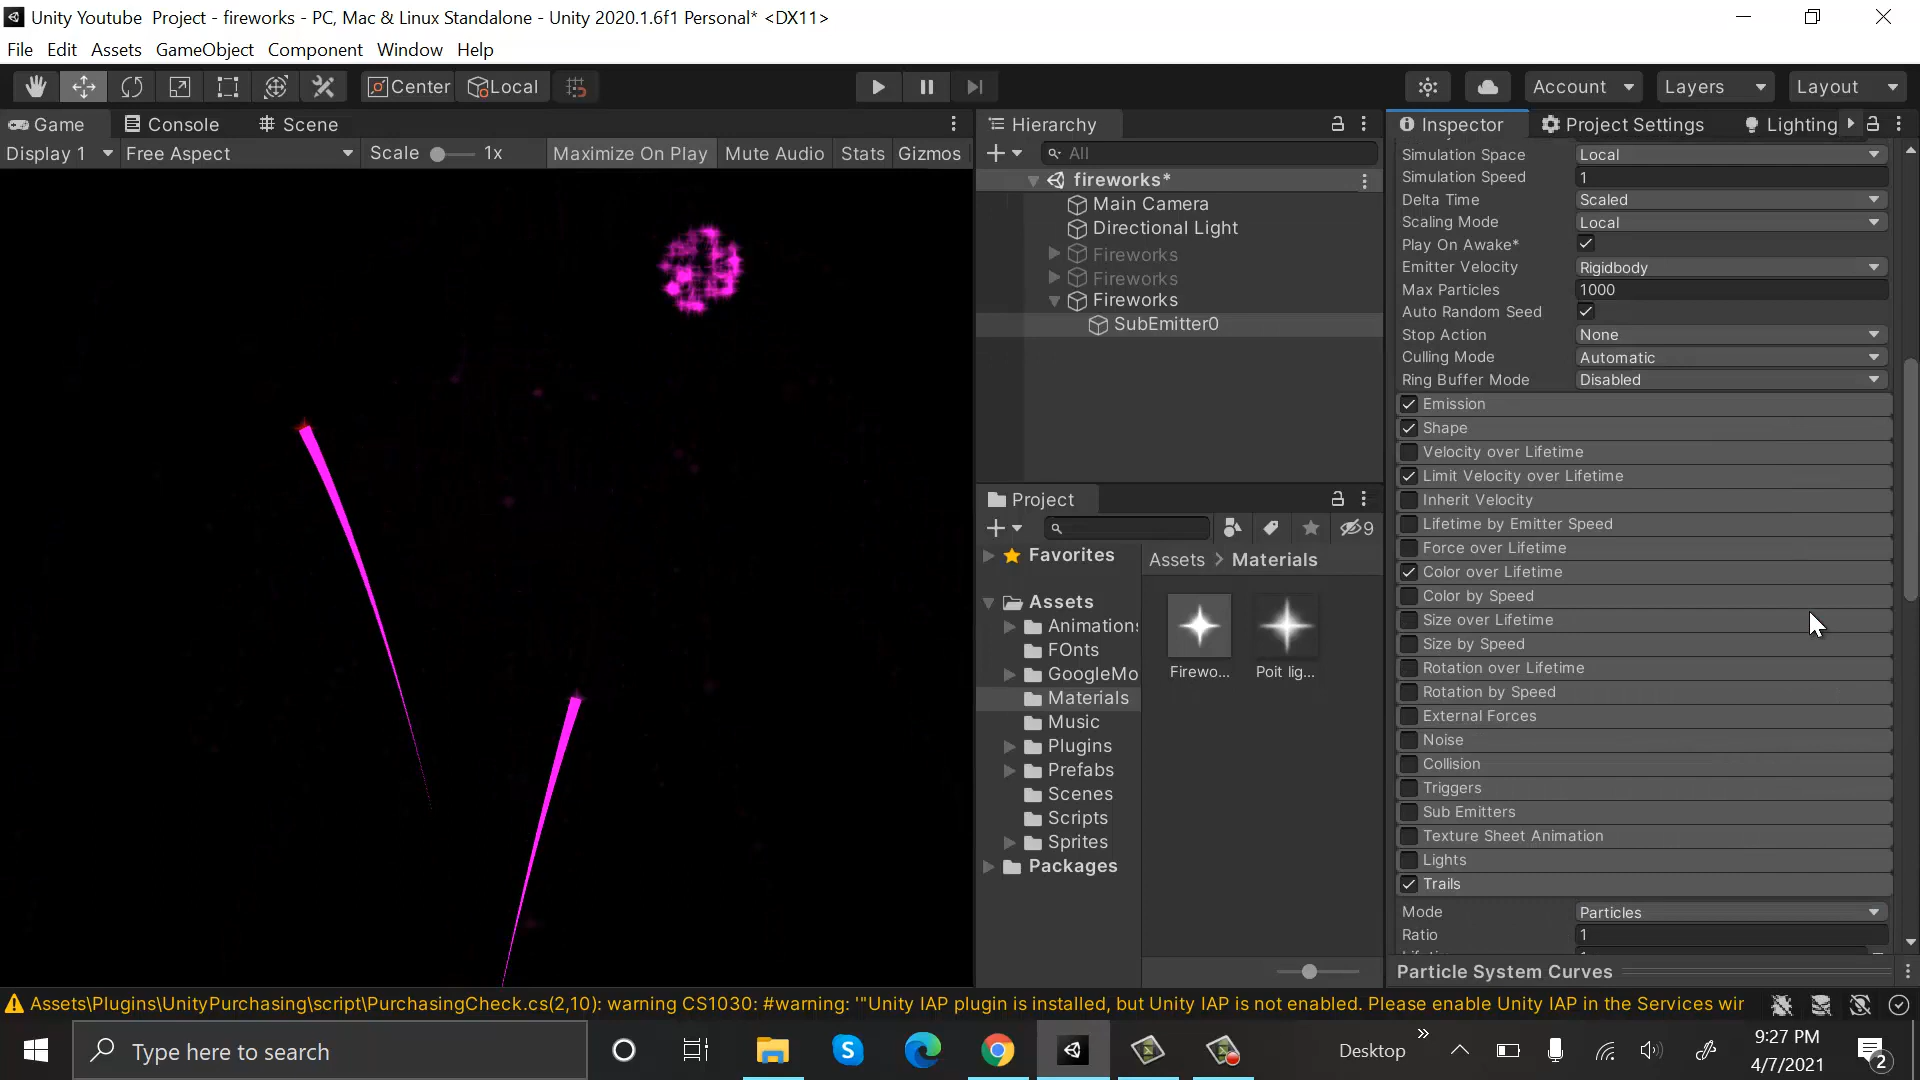 Unity Youtube  Project - fireworks - PC, Mac & Linux Standalone - Unity 2020.1.6f1 Personal* <DX11>
File Edit Assets GameObject Component Window Help
Center Local Account Layers Layout
Game Console Scene
Display 1 Free Aspect Scale 1x Maximize On Play Mute Audio Stats Gizmos
Hierarchy
All
fireworks*
Main Camera
Directional Light
Fireworks
Fireworks
Fireworks
SubEmitter0
Project
9
Favorites
Assets
FOnts
Materials
Music
Plugins
Prefabs
Scenes
Scripts
Sprites
Packages
Assets > Materials
Firewo...
Poit lig...
Inspector Project Settings Lighting
Simulation Space Local
Simulation Speed 1
Delta Time Scaled
Scaling Mode Local
Play On Awake*
Emitter Velocity Rigidbody
Max Particles 1000
Auto Random Seed
Stop Action None
Culling Mode Automatic
Ring Buffer Mode Disabled
Emission
Shape
Velocity over Lifetime
Limit Velocity over Lifetime
Inherit Velocity
Lifetime by Emitter Speed
Force over Lifetime
Color over Lifetime
Color by Speed
Size over Lifetime
Size by Speed
Rotation over Lifetime
Rotation by Speed
External Forces
Noise
Collision
Triggers
Sub Emitters
Texture Sheet Animation
Lights
Trails
Mode Particles
Ratio 1
Particle System Curves
Assets\Plugins\UnityPurchasing\script\PurchasingCheck.cs(2,10): warning CS1030: #warning: '"Unity IAP plugin is installed, but Unity IAP is not enabled. Please enable Unity IAP in the Services wir
Type here to search
Desktop
9:27 PM
4/7/2021
2